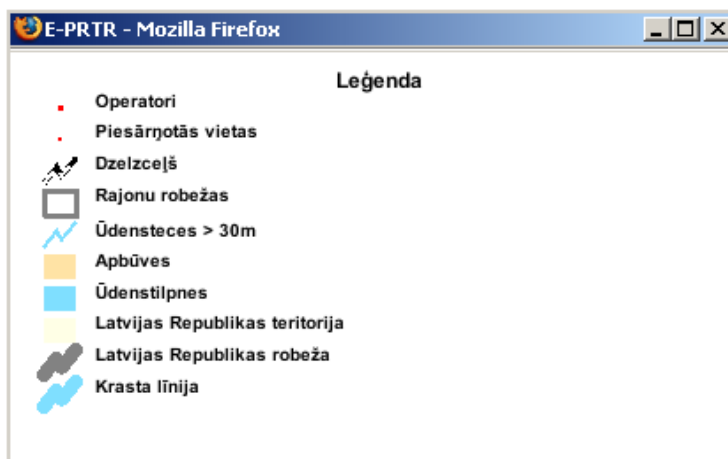 E-PRTR - Mozilla Firefox
Leģenda
Operatori
Piesārņotās vietas
Dzelzceļš
Rajonu robežas
Ūdensteces > 30m
Apbūves
Ūdenstilpnes
Latvijas Republikas teritorija
Latvijas Republikas robeža
Krasta līnija